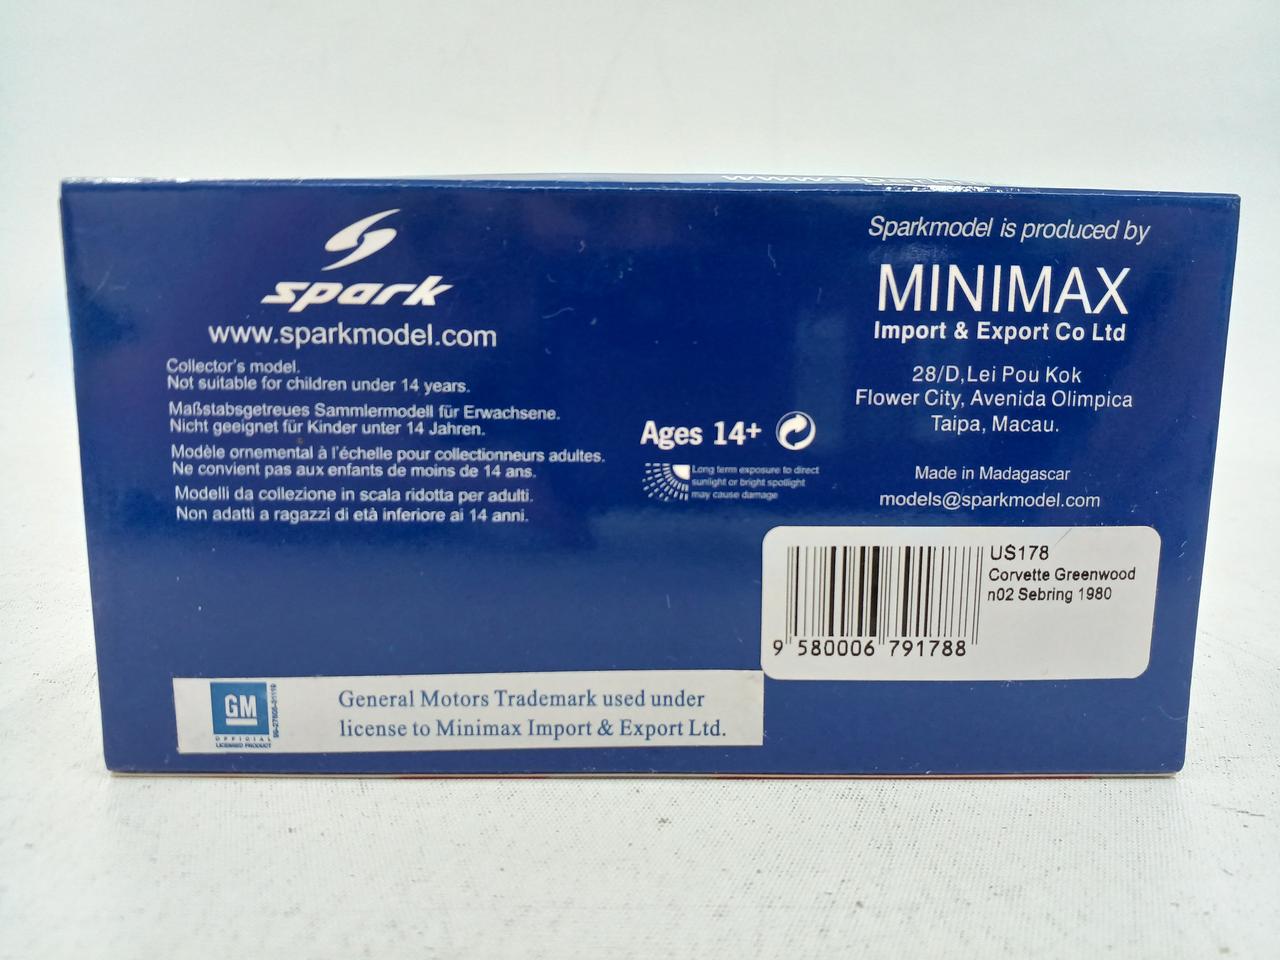 spark
www.sparkmodel.com
Collector's model.
Not suitable for children under 14 years.
Maßstabsgetreues Sammlermodell für Erwachsene.
Nicht geeignet für Kinder unter 14 Jahren.
Modèle ornemental à l'échelle pour collectionneurs adultes.
Ne convient pas aux enfants de moins de 14 ans.
Modelli da collezione in scala ridotta per adulti.
Non adatti a ragazzi di età inferiore ai 14 anni.
Ages 14+
Long term exposure to direct
sunlight or bright spotlight
may cause damage
Sparkmodel is produced by
MINIMAX
Import & Export Co Ltd
28/D,Lei Pou Kok
Flower City, Avenida Olimpica
Taipa, Macau.
Made in Madagascar
models@sparkmodel.com
US178
Corvette Greenwood
n02 Sebring 1980
9 580006 791788
GM
OFFICIAL
LICENSED PRODUCT
General Motors Trademark used under
license to Minimax Import & Export Ltd.